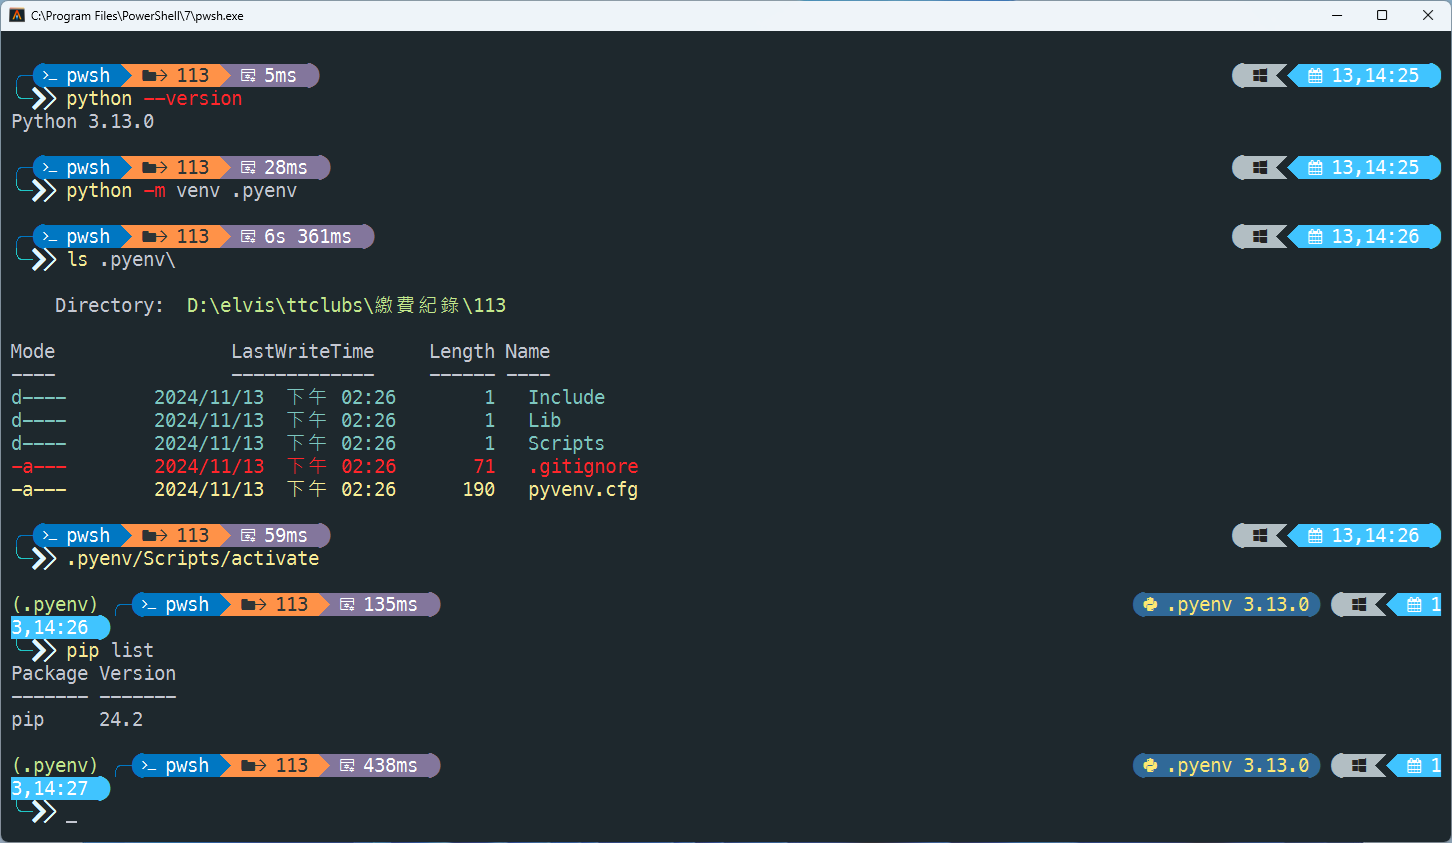 C:\Program Files\PowerShell\7\pwsh.exe
pwsh 113 5ms 13,14:25
python --version
Python 3.13.0
pwsh 113 28ms 13,14:25
python -m venv .pyenv
pwsh 113 6s 361ms 13,14:26
ls .pyenv\
Directory: D:\elvis\ttclubs\繳費紀錄\113
Mode LastWriteTime Length Name
---- ------------- ------ ----
d---- 2024/11/13 下午 02:26 1 Include
d---- 2024/11/13 下午 02:26 1 Lib
d---- 2024/11/13 下午 02:26 1 Scripts
-a--- 2024/11/13 下午 02:26 71 .gitignore
-a--- 2024/11/13 下午 02:26 190 pyvenv.cfg
pwsh 113 59ms 13,14:26
.pyenv/Scripts/activate
(.pyenv) pwsh 113 135ms .pyenv 3.13.0 1
3,14:26
pip list
Package Version
------- -------
pip 24.2
(.pyenv) pwsh 113 438ms .pyenv 3.13.0 1
3,14:27
_